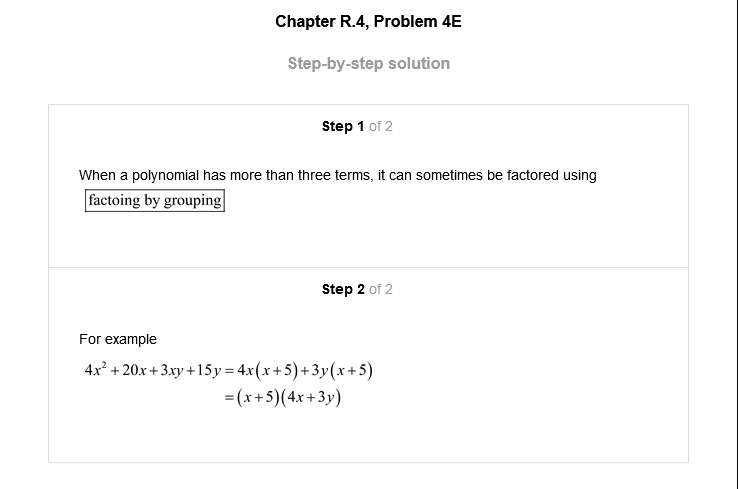 Chapter R.4, Problem 4E
Step-by-step solution
Step 1 of 2
When a polynomial has more than three terms, it can sometimes be factored using
factoing by grouping
Step 2 of 2
For example
4x² + 20x + 3xy + 15y = 4x(x+5) + 3y(x+5)
= (x+5)(4x+3y)